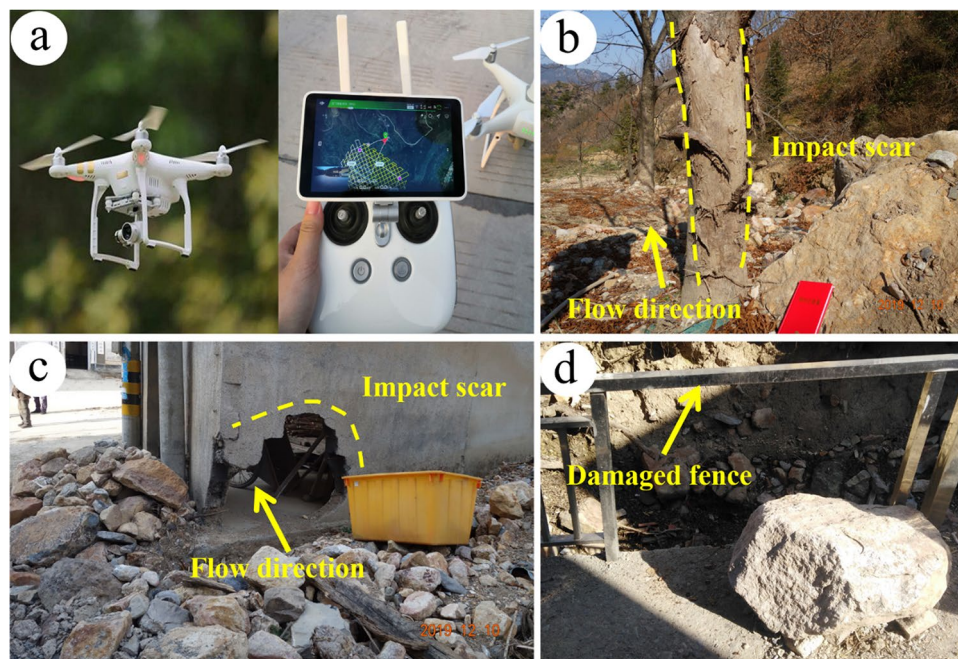 a
b
Impact scar
Flow direction
c
Impact scar
Flow direction
2019 12 10
d
Damaged fence